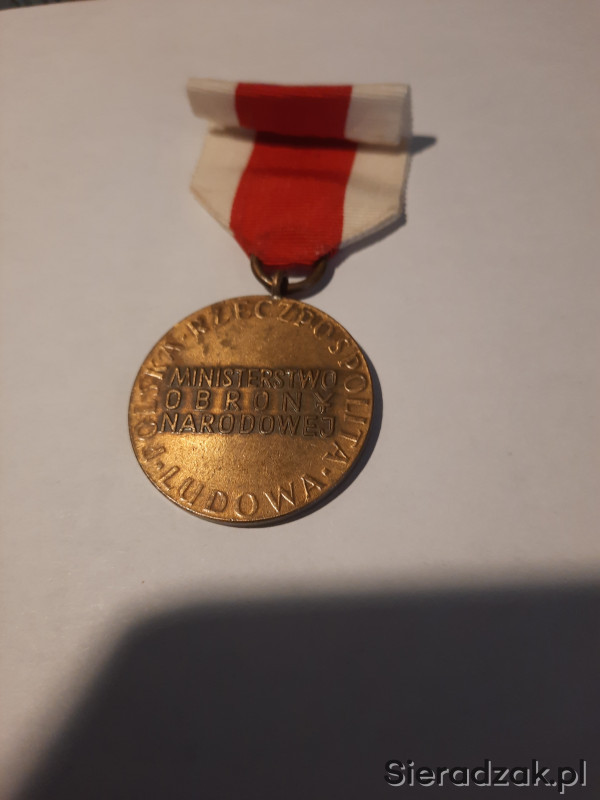 POLSKA · RZECZPOSPOLITA · LUDOWA ·
MINISTERSTWO
OBRONY
NARODOWEJ
Sieradzak.pl